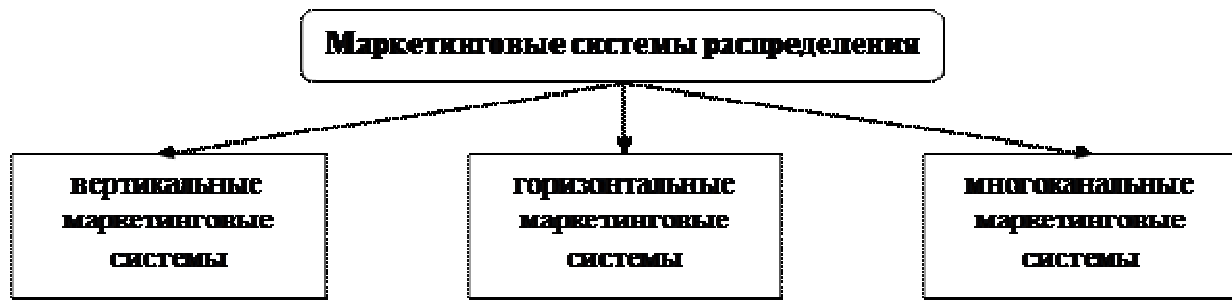 Маркетинговые системы распределения
вертикальные
маркетинговые
системы
горизонтальные
маркетинговые
системы
многоканальные
маркетинговые
системы